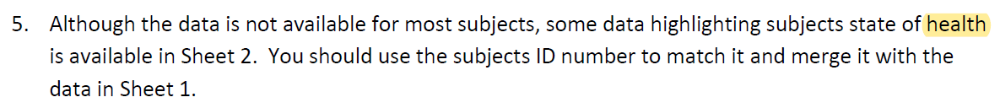 5. Although the data is not available for most subjects, some data highlighting subjects state of health
is available in Sheet 2. You should use the subjects ID number to match it and merge it with the
data in Sheet 1.